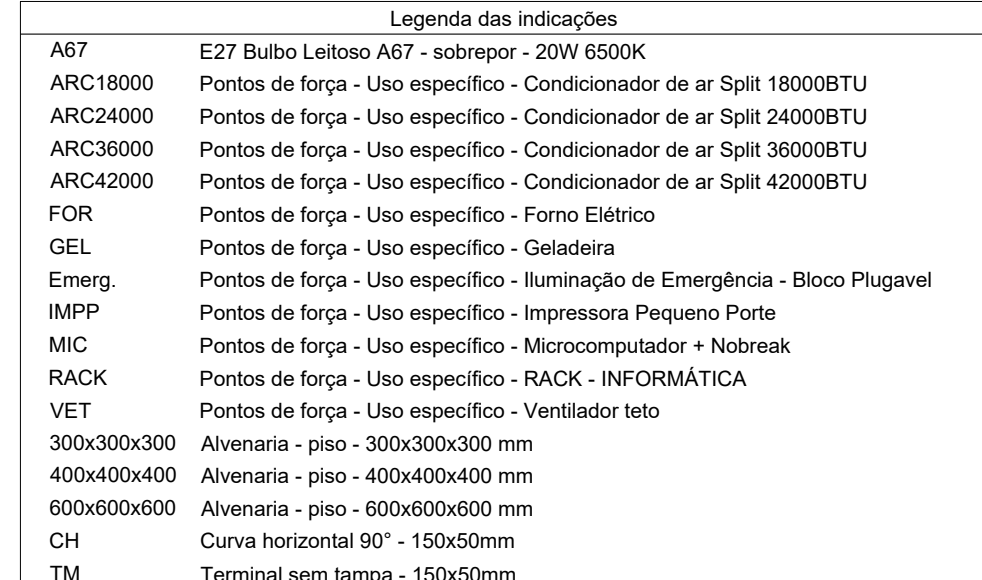 Legenda das indicações
A67 E27 Bulbo Leitoso A67 - sobrepor - 20W 6500K
ARC18000 Pontos de força - Uso específico - Condicionador de ar Split 18000BTU
ARC24000 Pontos de força - Uso específico - Condicionador de ar Split 24000BTU
ARC36000 Pontos de força - Uso específico - Condicionador de ar Split 36000BTU
ARC42000 Pontos de força - Uso específico - Condicionador de ar Split 42000BTU
FOR Pontos de força - Uso específico - Forno Elétrico
GEL Pontos de força - Uso específico - Geladeira
Emerg. Pontos de força - Uso específico - Iluminação de Emergência - Bloco Plugavel
IMPP Pontos de força - Uso específico - Impressora Pequeno Porte
MIC Pontos de força - Uso específico - Microcomputador + Nobreak
RACK Pontos de força - Uso específico - RACK - INFORMÁTICA
VET Pontos de força - Uso específico - Ventilador teto
300x300x300 Alvenaria - piso - 300x300x300 mm
400x400x400 Alvenaria - piso - 400x400x400 mm
600x600x600 Alvenaria - piso - 600x600x600 mm
CH Curva horizontal 90° - 150x50mm
TM Terminal sem tampa - 150x50mm